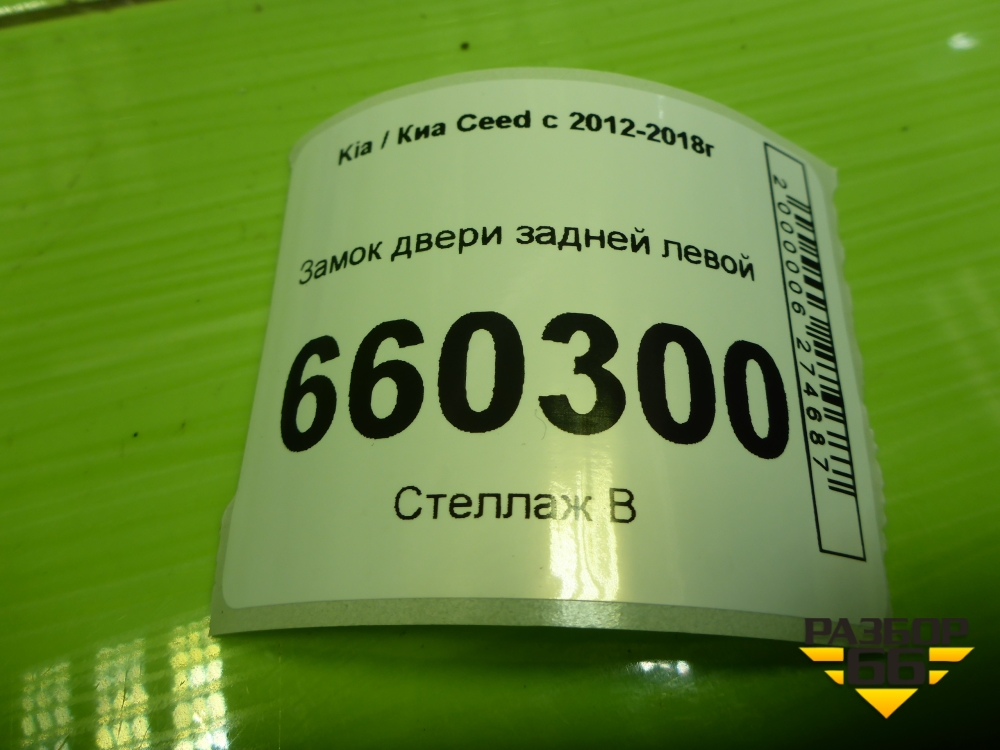 Kia / Киа Ceed с 2012-2018г
Замок двери задней левой
660300
Стеллаж В
2000006274687
РАЗБОР
66